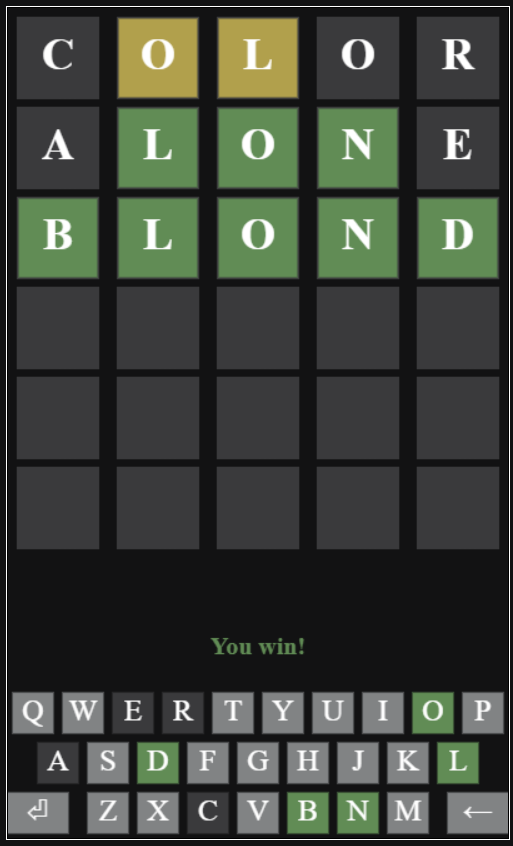 C O L O R
A L O N E
B L O N D
You win!
Q W E R T Y U I O P
A S D F G H J K L
⏎ Z X C V B N M ←